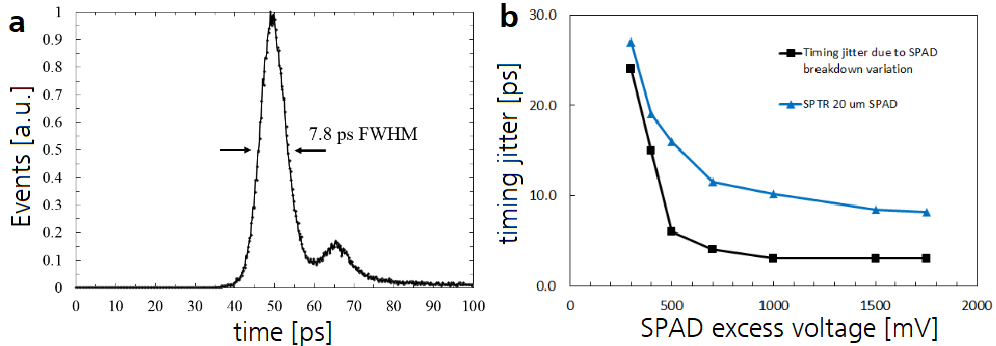 a
Events [a.u.]
1
0.9
0.8
0.7
0.6
0.5
0.4
0.3
0.2
0.1
0
7.8 ps FWHM
0 10 20 30 40 50 60 70 80 90 100
time [ps]
b
timing jitter [ps]
30.0
20.0
10.0
0.0
Timing jitter due to SPAD
breakdown variation
SPTR 20 um SPAD
0 500 1000 1500 2000
SPAD excess voltage [mV]